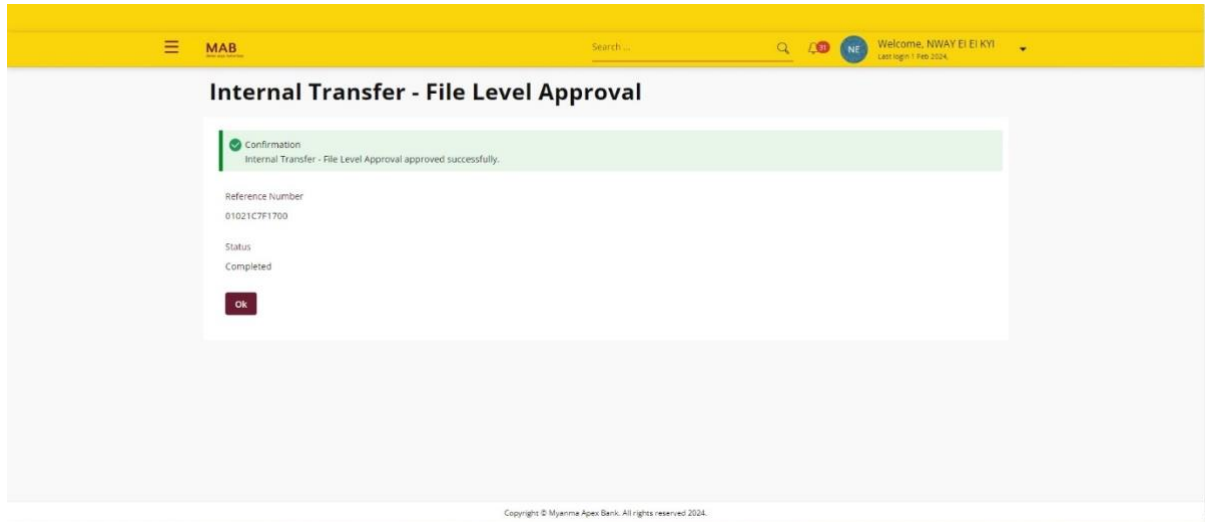 MAB
Search ...
31
NE
Welcome, NWAY EI EI KYI
Last login 1 Feb 2024,
Internal Transfer - File Level Approval
Confirmation
Internal Transfer - File Level Approval approved successfully.
Reference Number
01021C7F1700
Status
Completed
Ok
Copyright © Myanma Apex Bank. All rights reserved 2024.